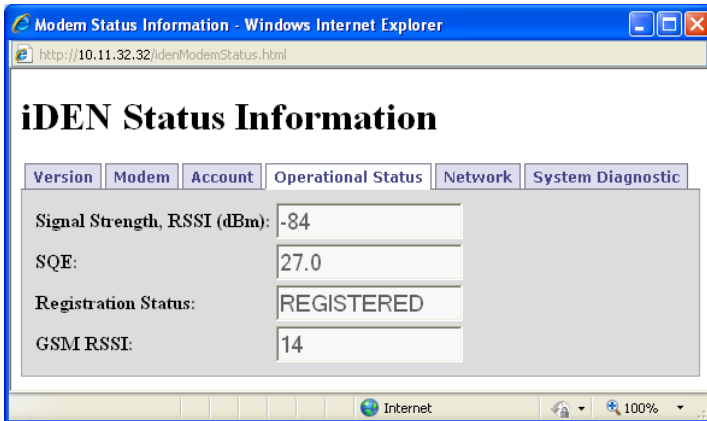 Modem Status Information - Windows Internet Explorer
http://10.11.32.32/idenModemStatus.html
iDEN Status Information
Version Modem Account Operational Status Network System Diagnostic
Signal Strength, RSSI (dBm): -84
SQE: 27.0
Registration Status: REGISTERED
GSM RSSI: 14
Internet 100%